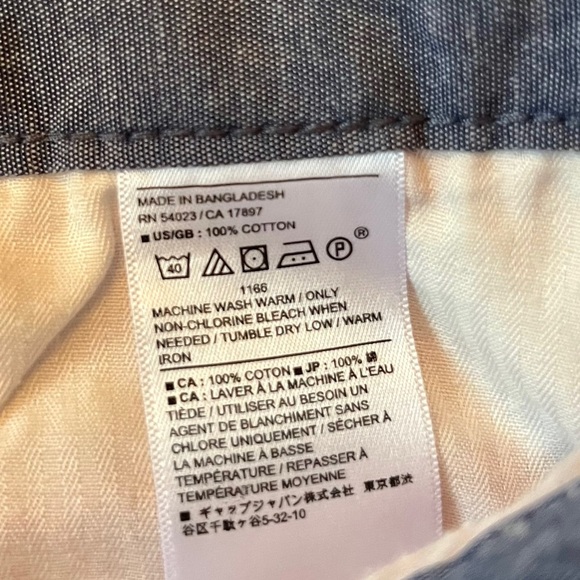 MADE IN BANGLADESH
RN 54023 / CA 17897
■ US/GB : 100% COTTON
40 P ®
1166
MACHINE WASH WARM / ONLY
NON-CHLORINE BLEACH WHEN
NEEDED / TUMBLE DRY LOW / WARM
IRON
■ CA : 100% COTON ■ JP : 100% 綿
■ CA : LAVER À LA MACHINE À L'EAU
TIÈDE / UTILISER AU BESOIN UN
AGENT DE BLANCHIMENT SANS
CHLORE UNIQUEMENT / SÉCHER À
LA MACHINE À BASSE
TEMPÉRATURE / REPASSER À
TEMPÉRATURE MOYENNE
■ ギャップジャパン株式会社 東京都渋
谷区千駄ヶ谷5-32-10